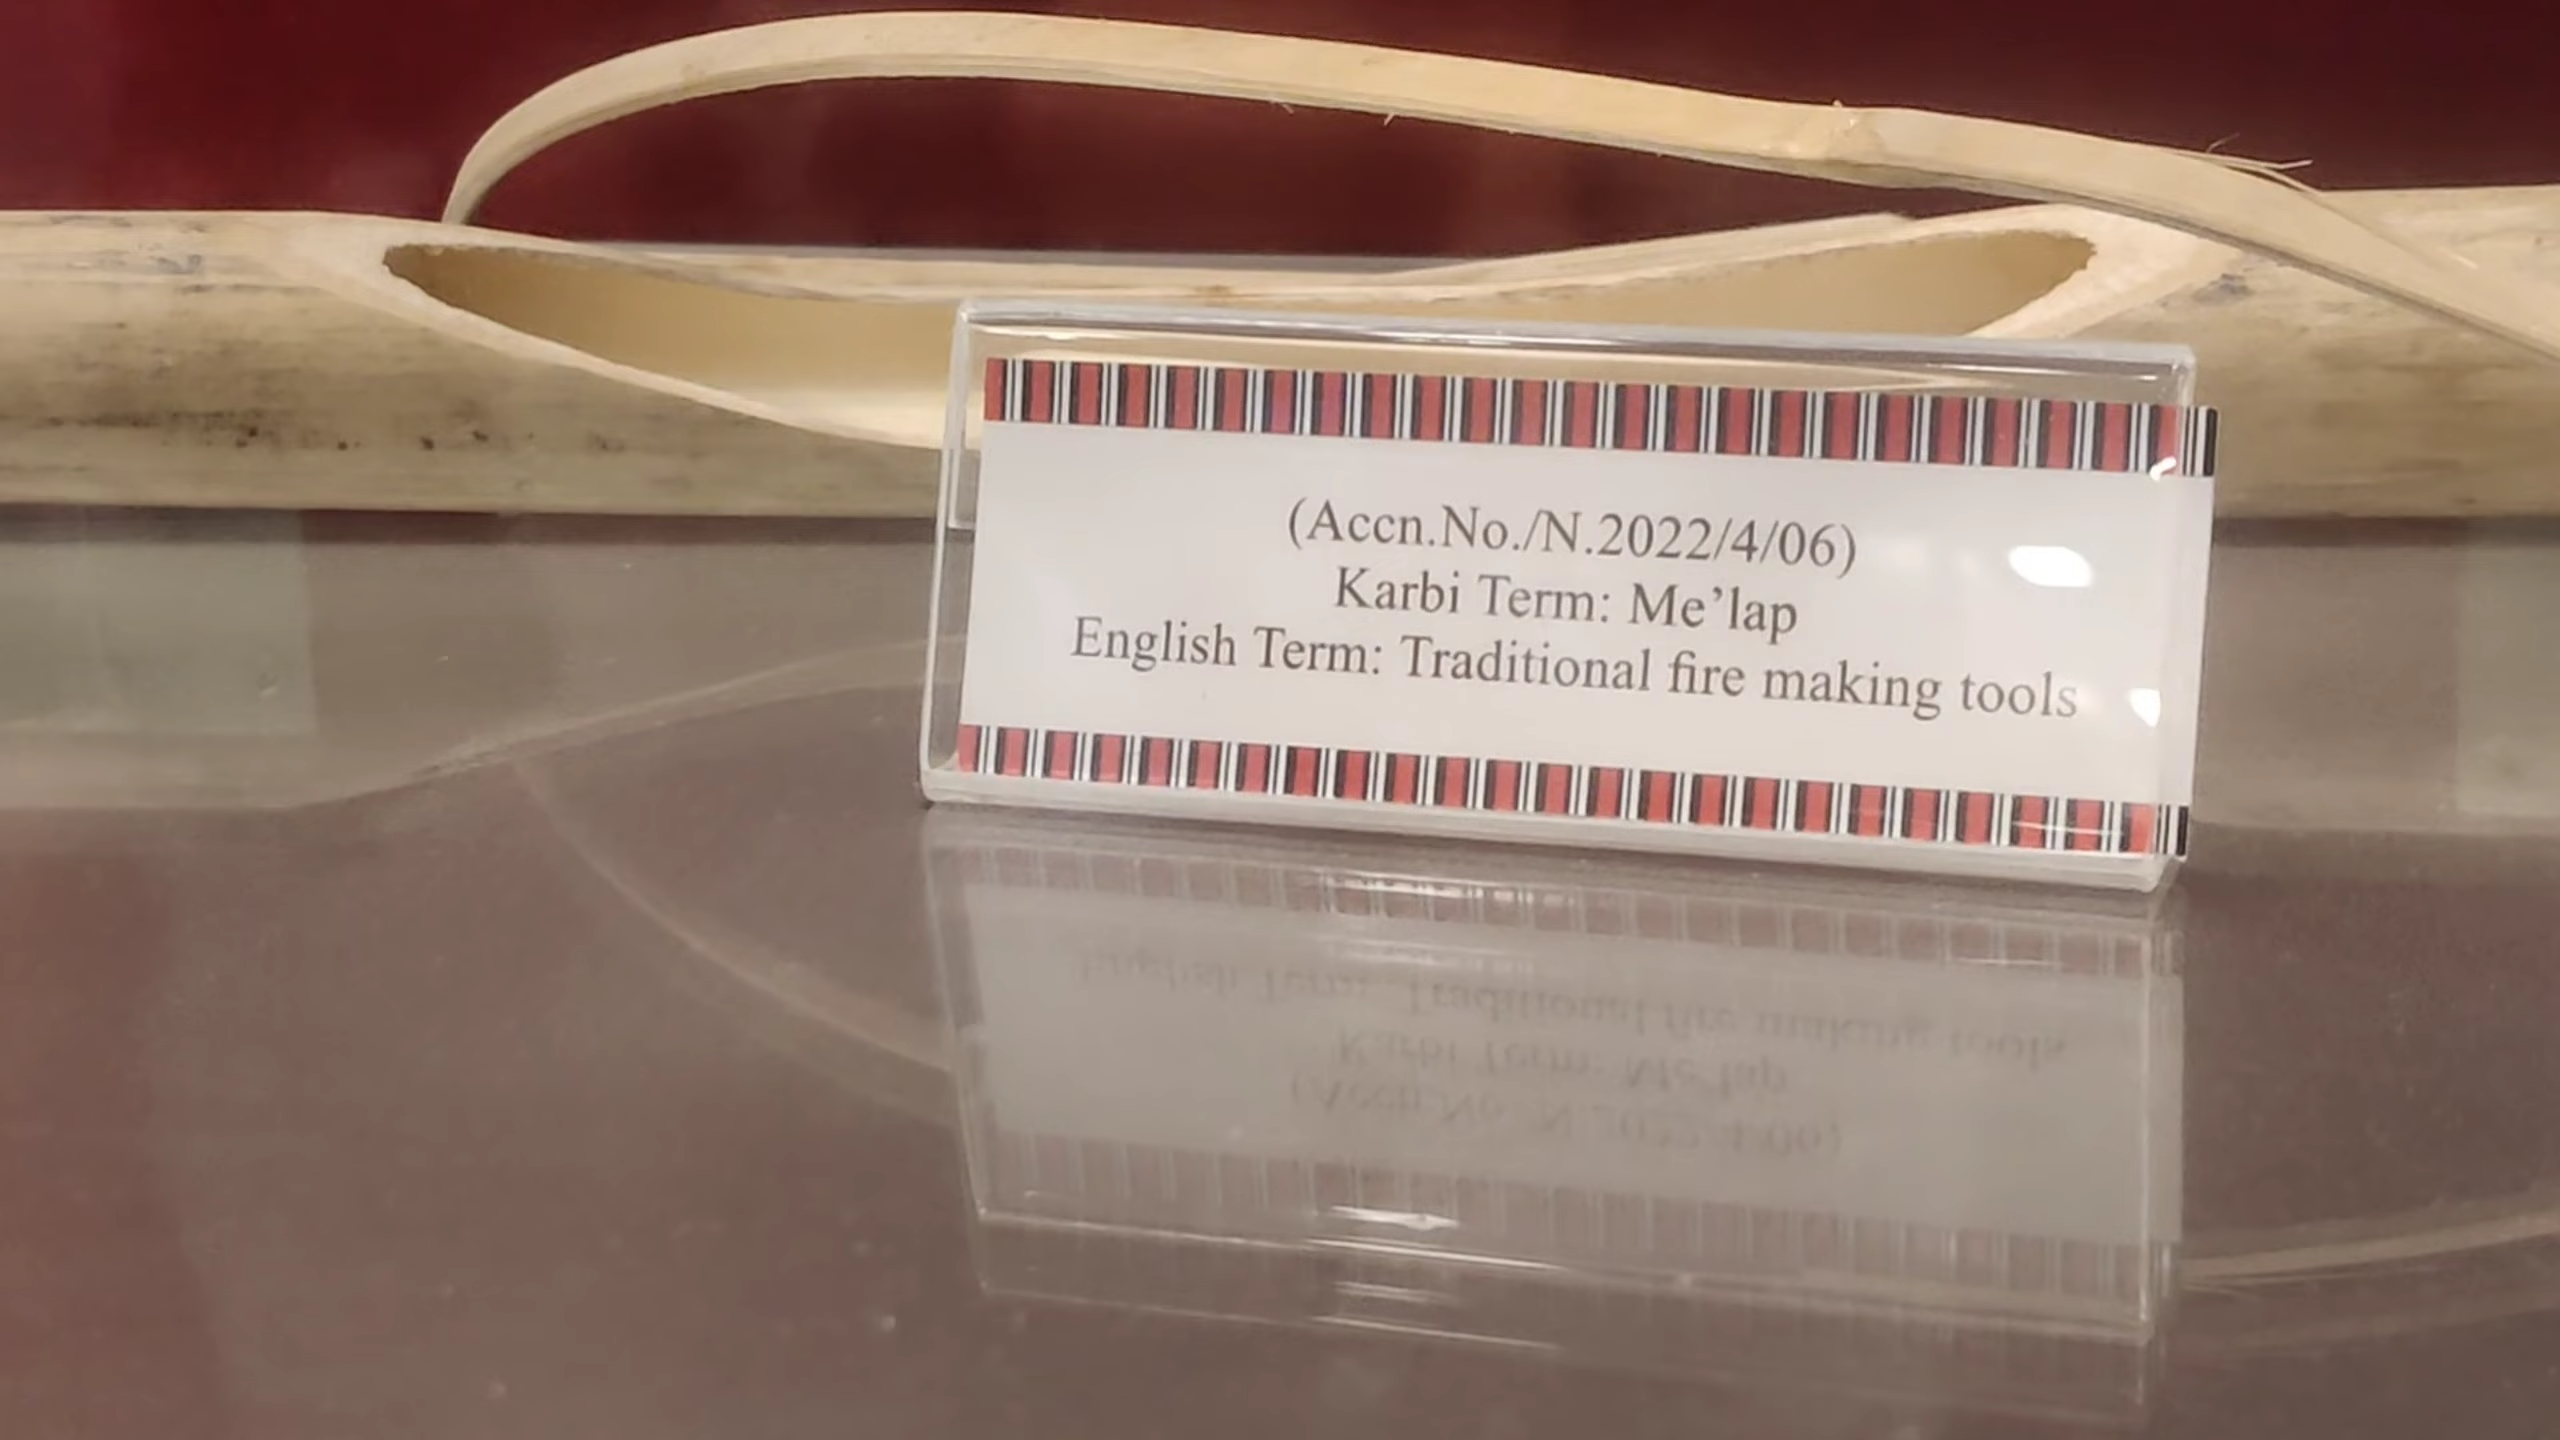 (Accn.No./N.2022/4/06)
Karbi Term: Me’lap
English Term: Traditional fire making tools